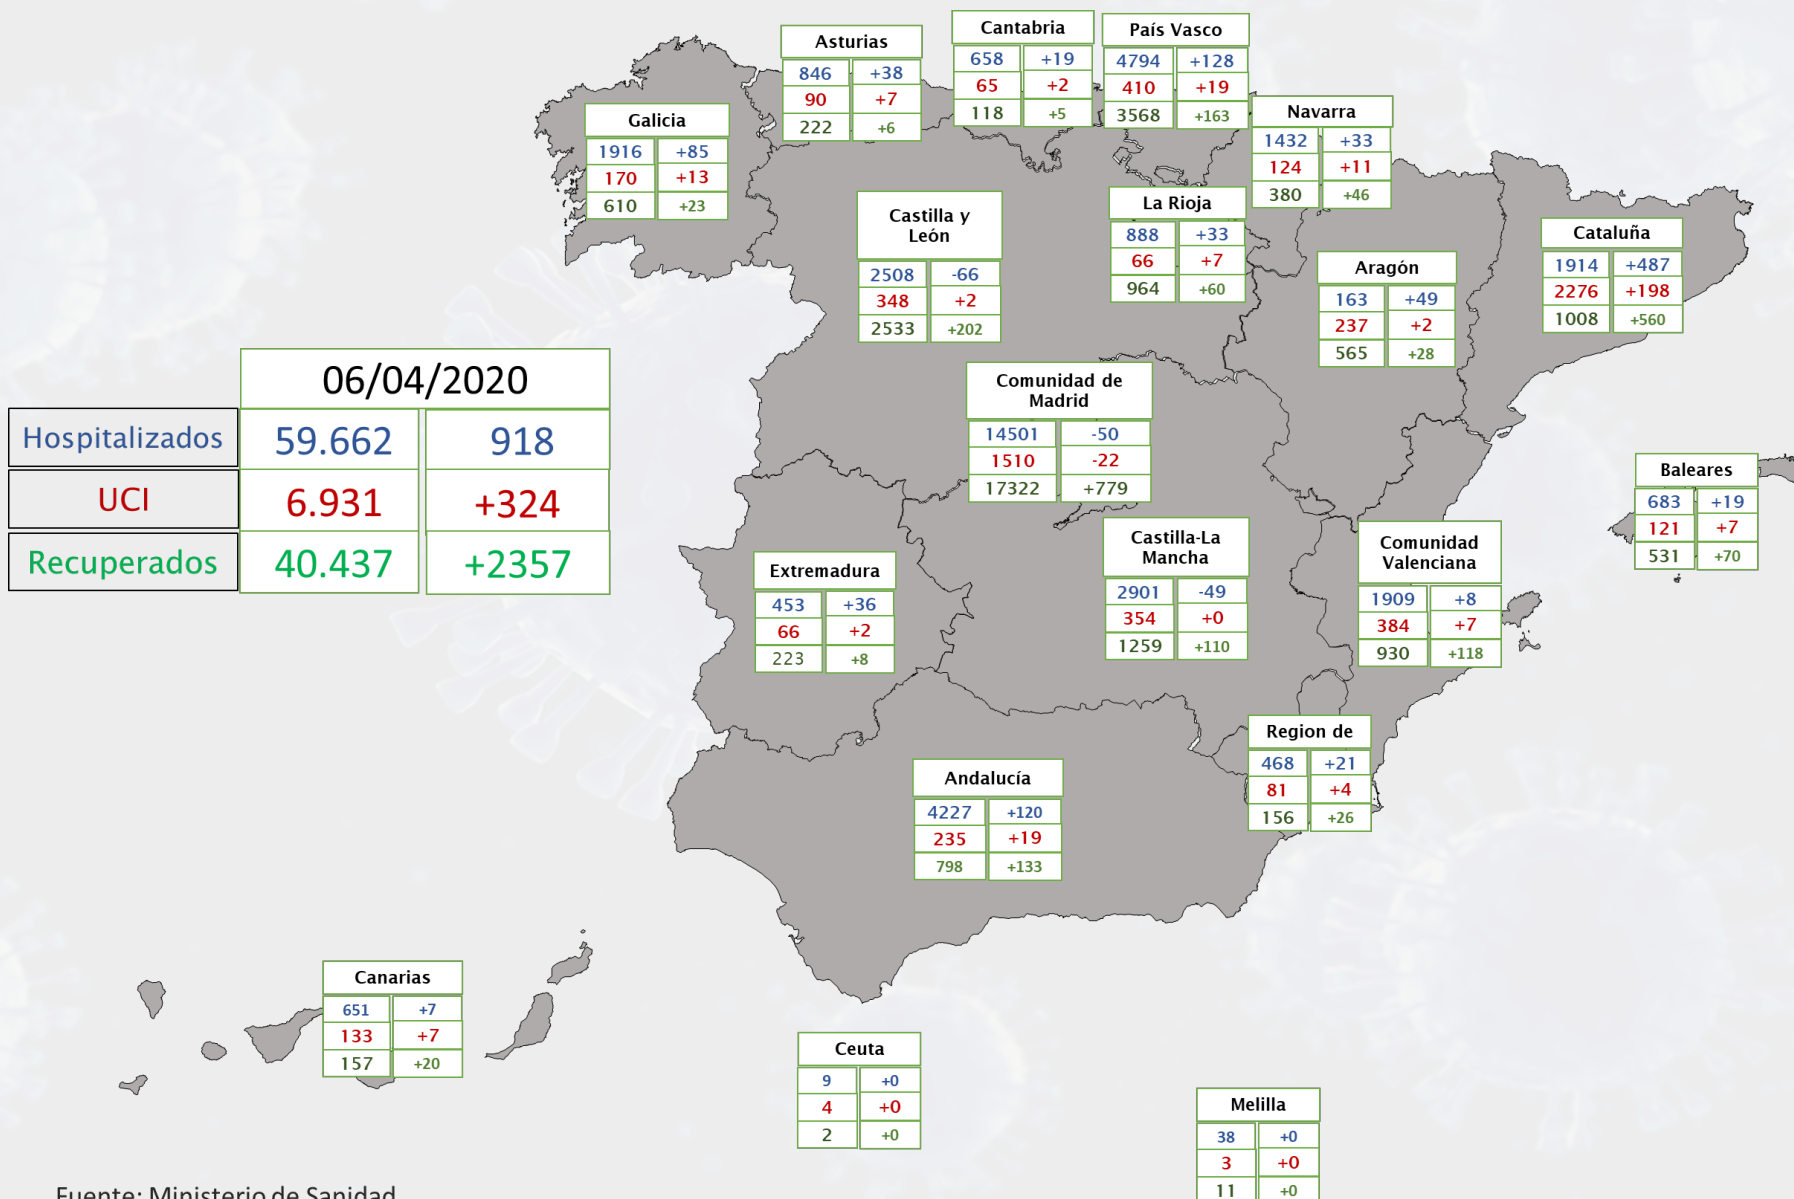 Asturias
846 +38
90 +7
222 +6
Cantabria
658 +19
65 +2
118 +5
País Vasco
4794 +128
410 +19
3568 +163
Galicia
1916 +85
170 +13
610 +23
Navarra
1432 +33
124 +11
380 +46
Castilla y
León
2508 -66
348 +2
2533 +202
La Rioja
888 +33
66 +7
964 +60
Aragón
163 +49
237 +2
565 +28
Cataluña
1914 +487
2276 +198
1008 +560
06/04/2020
Hospitalizados 59.662 918
UCI 6.931 +324
Recuperados 40.437 +2357
Comunidad de
Madrid
14501 -50
1510 -22
17322 +779
Baleares
683 +19
121 +7
531 +70
Extremadura
453 +36
66 +2
223 +8
Castilla-La
Mancha
2901 -49
354 +0
1259 +110
Comunidad
Valenciana
1909 +8
384 +7
930 +118
Region de
468 +21
81 +4
156 +26
Andalucía
4227 +120
235 +19
798 +133
Canarias
651 +7
133 +7
157 +20
Ceuta
9 +0
4 +0
2 +0
Melilla
38 +0
3 +0
11 +0
Fuente: Ministerio de Sanidad